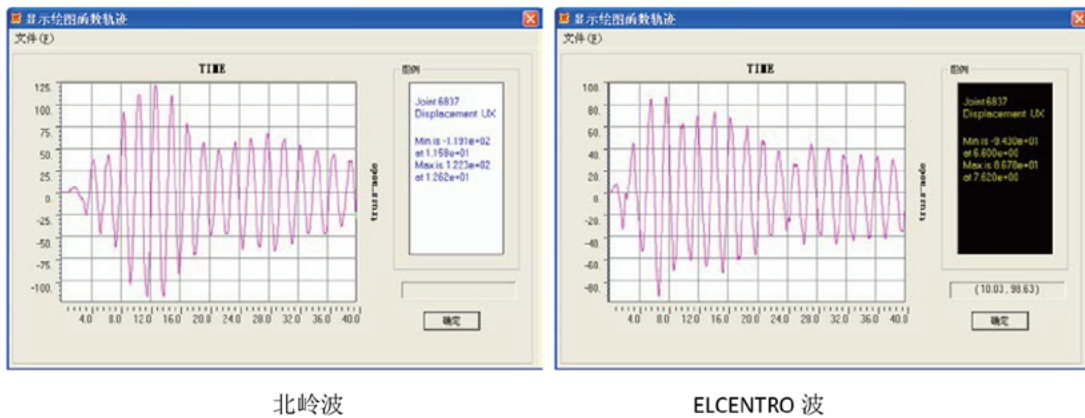 显示绘图函数轨迹
文件(F)
TIME
125.
100.
75.
50.
25.
0.
-25.
-50.
-75.
-100.
4.0 8.0 12.0 16.0 20.0 24.0 28.0 32.0 36.0 40.0
图例
Joint 6837
Displacement UX
Min is -1.191e+02
at 1.158e+01
Max is 1.223e+02
at 1.262e+01
确定
北岭波
显示绘图函数轨迹
文件(F)
TIME
100.
80.
60.
40.
20.
0.
-20.
-40.
-60.
-80.
4.0 8.0 12.0 16.0 20.0 24.0 28.0 32.0 36.0 40.0
图例
Joint 6837
Displacement UX
Min is -9.430e+01
at 6.600e+00
Max is 8.678e+01
at 7.620e+00
(10.03, 98.63)
确定
ELCENTRO 波